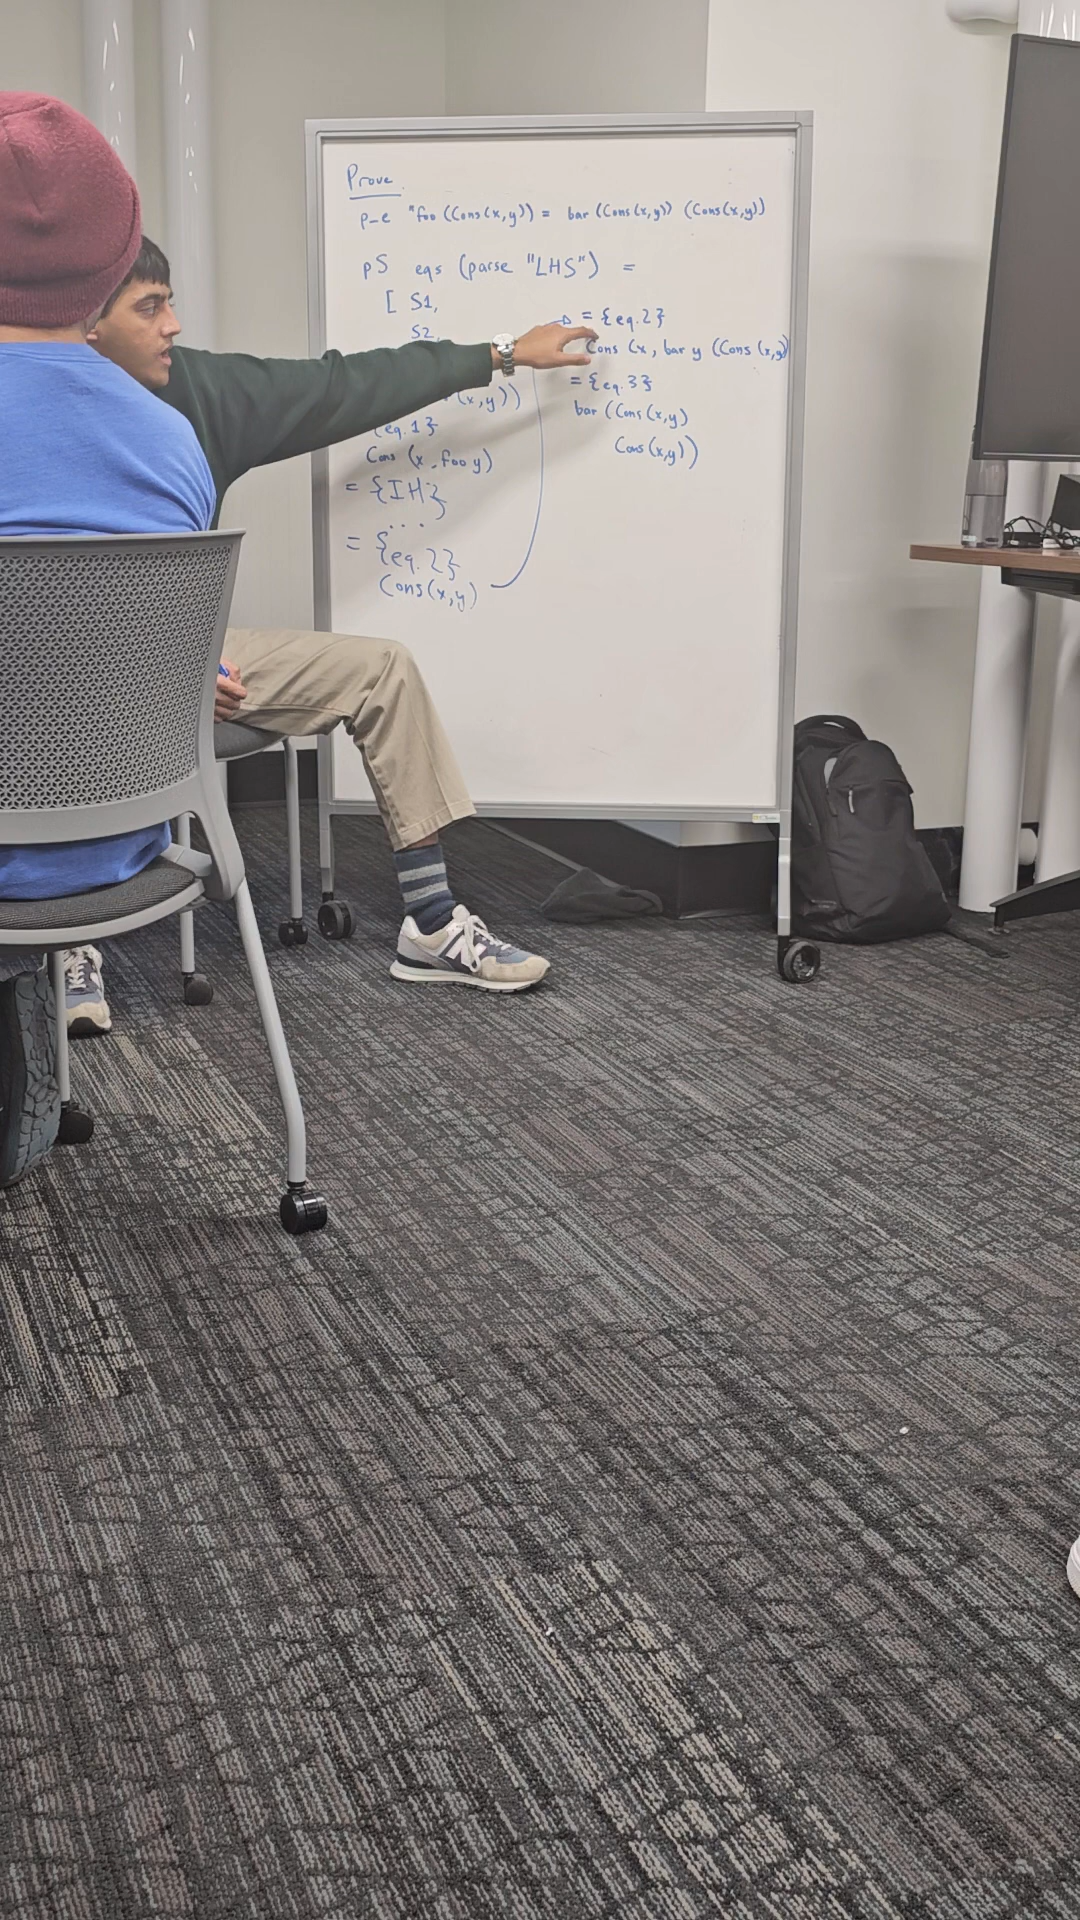 Prove
p-e "foo (Cons(x,y)) = bar (Cons(x,y)) (Cons(x,y))
pS eqs (parse "LHS") =
[ S1,
S2,
(x,y))
{eq.1}
Cons (x, foo y)
= {IH}
...
= {eq.2}
Cons(x,y)
= {eq.2}
Cons (x, bar y (Cons (x,y)
= {eq.3}
bar (Cons(x,y)
Cons(x,y))
N